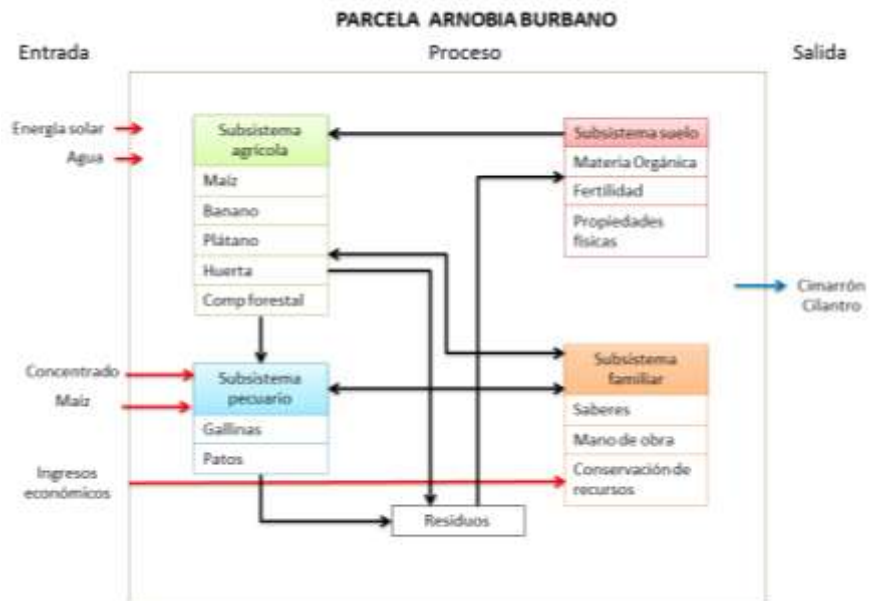 PARCELA ARNOBIA BURBANO
Entrada
Proceso
Salida
Energía solar
Agua
Subsistema
agrícola
Maíz
Banano
Plátano
Huerta
Comp forestal
Subsistema suelo
Materia Orgánica
Fertilidad
Propiedades
físicas
Cimarrón
Cilantro
Concentrado
Maíz
Subsistema
pecuario
Gallinas
Patos
Subsistema
familiar
Saberes
Mano de obra
Conservación de
recursos
Ingresos
económicos
Residuos